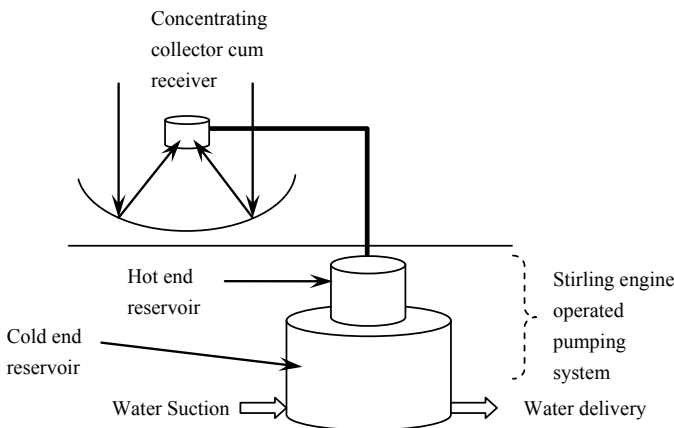 Concentrating
collector cum
receiver
Hot end
reservoir
Stirling engine
operated
pumping
system
Cold end
reservoir
Water Suction
Water delivery